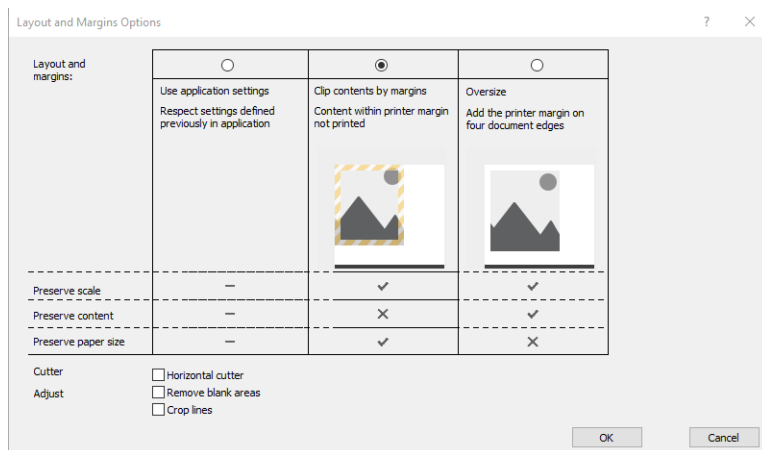 Layout and Margins Options
?
Layout and
margins:
Use application settings
Respect settings defined
previously in application
Clip contents by margins
Content within printer margin
not printed
Oversize
Add the printer margin on
four document edges
Preserve scale
Preserve content
Preserve paper size
Cutter
Horizontal cutter
Adjust
Remove blank areas
Crop lines
OK
Cancel